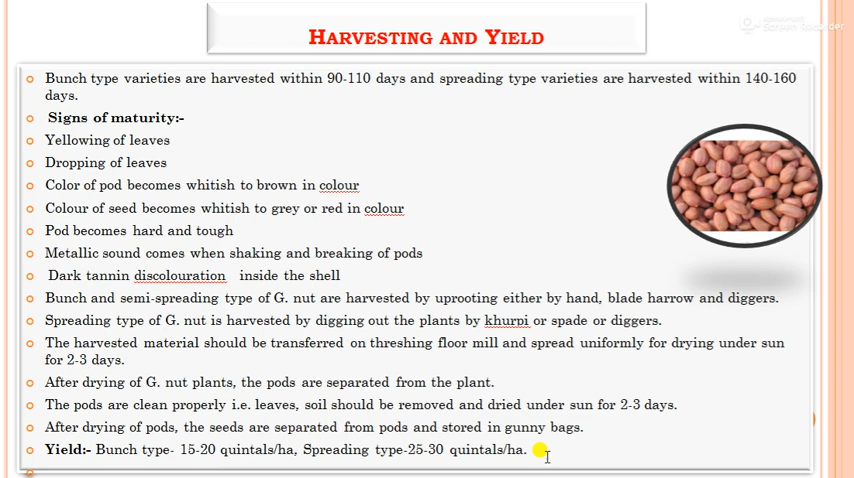 HARVESTING AND YIELD
Screen Recorder
Bunch type varieties are harvested within 90-110 days and spreading type varieties are harvested within 140-160
days.
Signs of maturity:-
Yellowing of leaves
Dropping of leaves
Color of pod becomes whitish to brown in colour
Colour of seed becomes whitish to grey or red in colour
Pod becomes hard and tough
Metallic sound comes when shaking and breaking of pods
Dark tannin discolouration inside the shell
Bunch and semi-spreading type of G. nut are harvested by uprooting either by hand, blade harrow and diggers.
Spreading type of G. nut is harvested by digging out the plants by khurpi or spade or diggers.
The harvested material should be transferred on threshing floor mill and spread uniformly for drying under sun
for 2-3 days.
After drying of G. nut plants, the pods are separated from the plant.
The pods are clean properly i.e. leaves, soil should be removed and dried under sun for 2-3 days.
After drying of pods, the seeds are separated from pods and stored in gunny bags.
Yield:- Bunch type- 15-20 quintals/ha, Spreading type-25-30 quintals/ha.